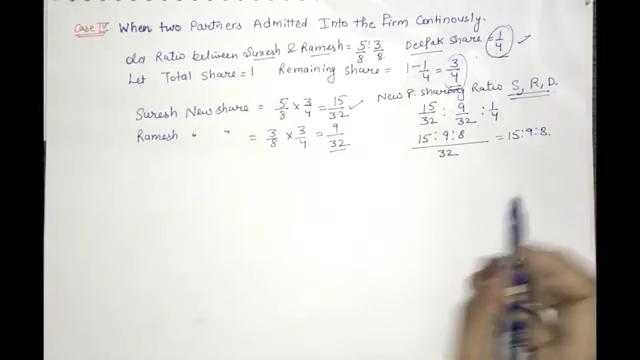 Case IV When two Partners Admitted Into the Firm Continously.
Old Ratio between Suresh & Ramesh = 5/8 : 3/8 Deepak Share = 1/4
Let Total Share = 1 Remaining Share = 1 - 1/4 = 3/4
Suresh New share = 5/8 × 3/4 = 15/32
Ramesh " " = 3/8 × 3/4 = 9/32
New P. sharing Ratio S, R, D.
15/32 : 9/32 : 1/4
15 : 9 : 8 / 32 = 15:9:8.